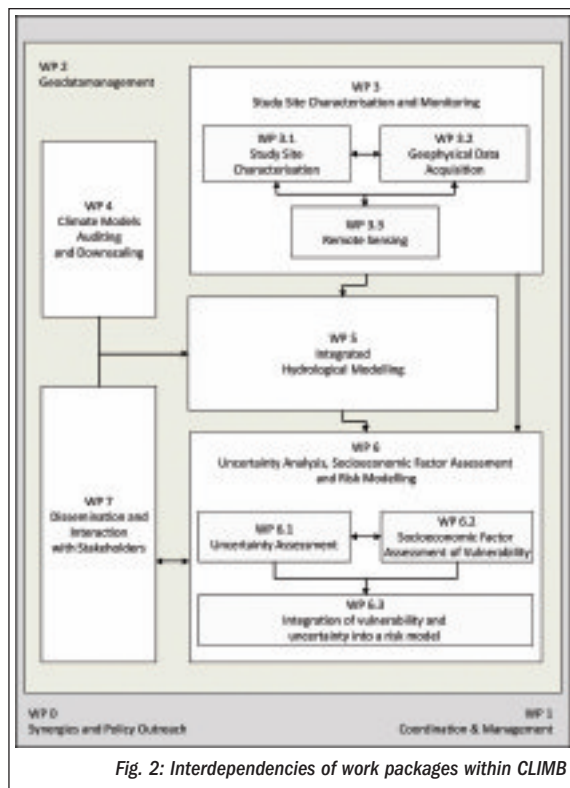 WP 2
Geodatamanagement
WP 3
Study Site Characterisation and Monitoring
WP 3.1
Study Site
Characterisation
WP 3.2
Geophysical Data
Acquisition
WP 3.3
Remote Sensing
WP 4
Climate Models
Auditing
and Downscaling
WP 5
Integrated
Hydrological Modelling
WP 6
Uncertainty Analysis, Socioeconomic Factor Assessment
and Risk Modelling
WP 6.1
Uncertainty Assessment
WP 6.2
Socioeconomic Factor
Assessment of Vulnerability
WP 6.3
Integration of vulnerability and
uncertainty into a risk model
WP 7
Dissemination and
Interaction
with Stakeholders
WP 0
Synergies and Policy Outreach
WP 1
Coordination & Management
Fig. 2: Interdependencies of work packages within CLIMB